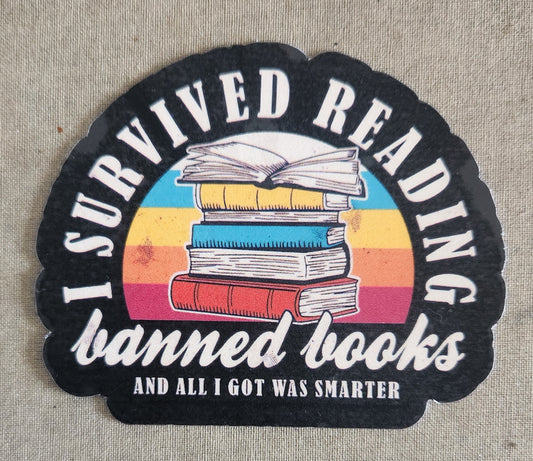 I SURVIVED READING
banned books
AND ALL I GOT WAS SMARTER